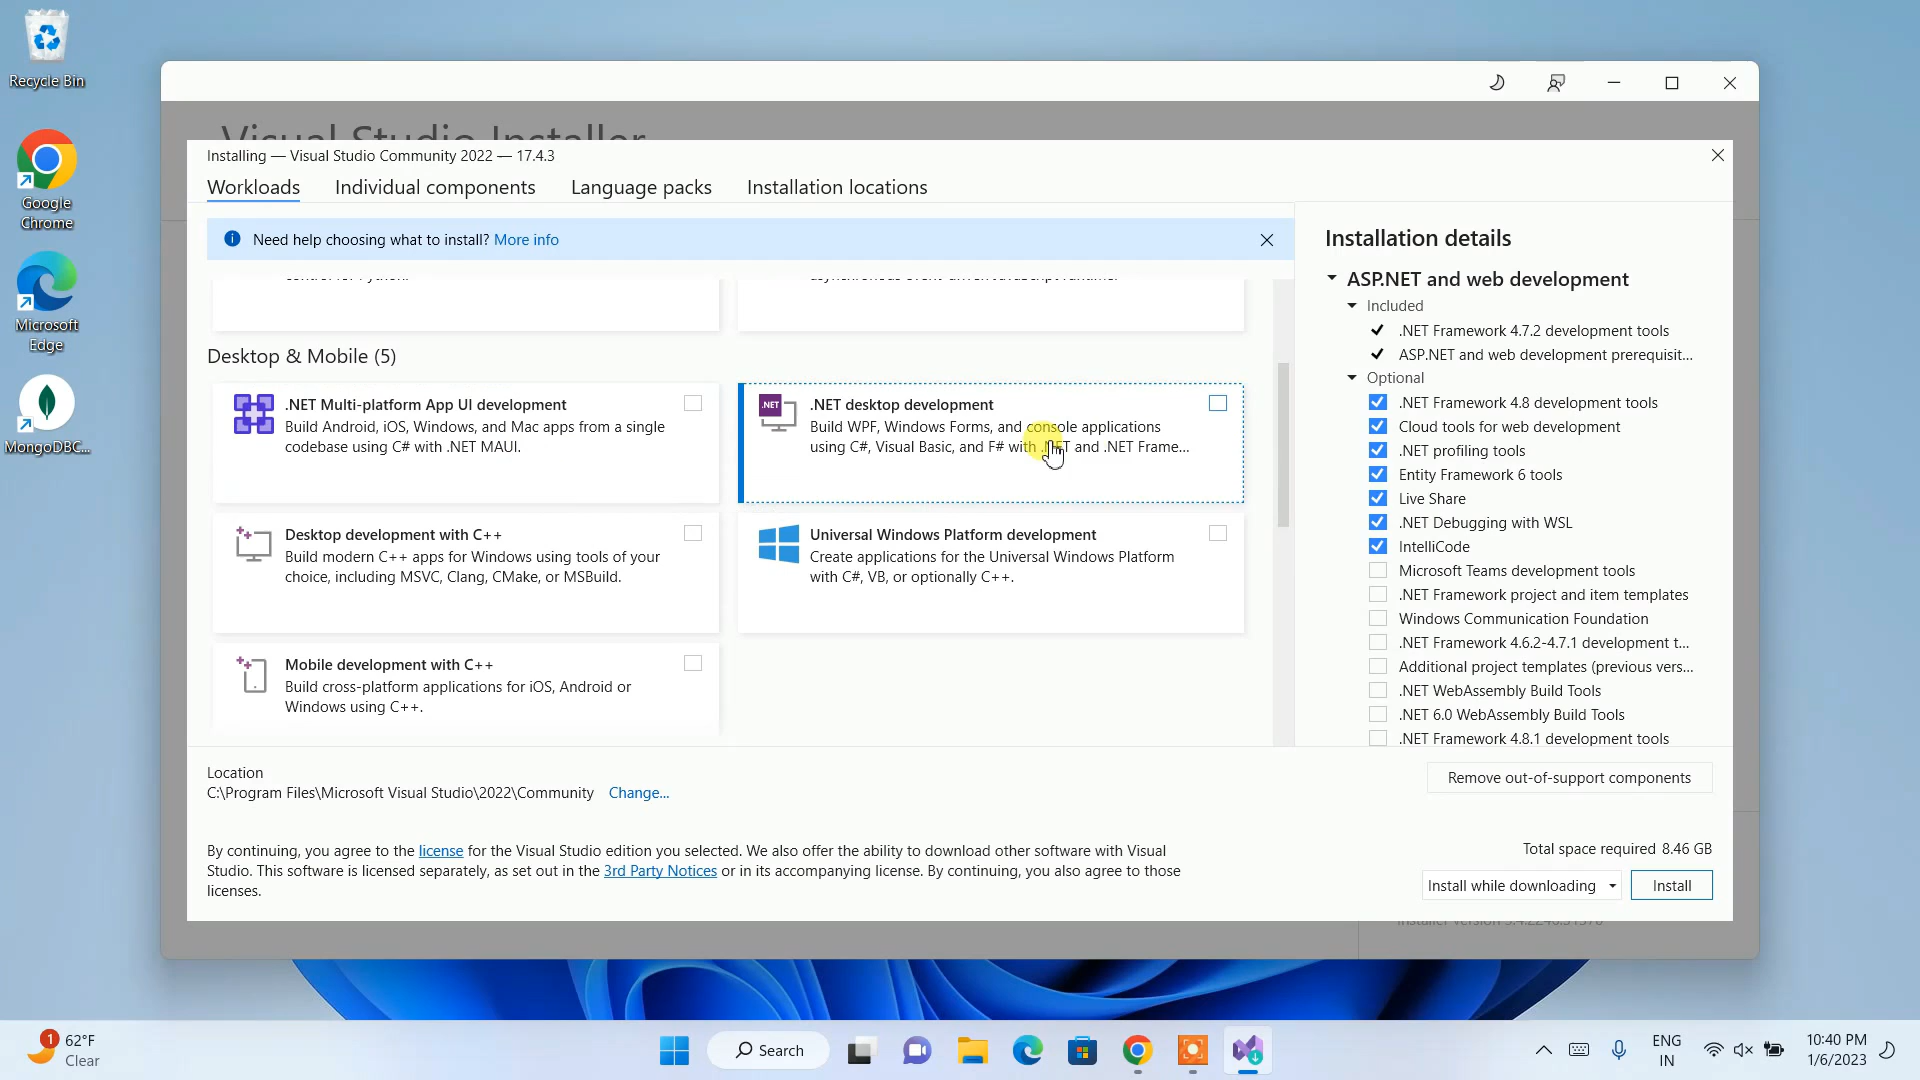 Recycle Bin
Google
Chrome
Microsoft
Edge
MongoDBC...
Visual Studio Installer
Installing — Visual Studio Community 2022 — 17.4.3
Workloads
Individual components
Language packs
Installation locations
Need help choosing what to install? More info
Desktop & Mobile (5)
.NET Multi-platform App UI development
Build Android, iOS, Windows, and Mac apps from a single
codebase using C# with .NET MAUI.
.NET
.NET desktop development
Build WPF, Windows Forms, and console applications
using C#, Visual Basic, and F# with .NET and .NET Frame...
Desktop development with C++
Build modern C++ apps for Windows using tools of your
choice, including MSVC, Clang, CMake, or MSBuild.
Universal Windows Platform development
Create applications for the Universal Windows Platform
with C#, VB, or optionally C++.
Mobile development with C++
Build cross-platform applications for iOS, Android or
Windows using C++.
Installation details
ASP.NET and web development
Included
.NET Framework 4.7.2 development tools
ASP.NET and web development prerequisit...
Optional
.NET Framework 4.8 development tools
Cloud tools for web development
.NET profiling tools
Entity Framework 6 tools
Live Share
.NET Debugging with WSL
IntelliCode
Microsoft Teams development tools
.NET Framework project and item templates
Windows Communication Foundation
.NET Framework 4.6.2-4.7.1 development t...
Additional project templates (previous vers...
.NET WebAssembly Build Tools
.NET 6.0 WebAssembly Build Tools
.NET Framework 4.8.1 development tools
Location
C:\Program Files\Microsoft Visual Studio\2022\Community Change...
Remove out-of-support components
By continuing, you agree to the license for the Visual Studio edition you selected. We also offer the ability to download other software with Visual
Studio. This software is licensed separately, as set out in the 3rd Party Notices or in its accompanying license. By continuing, you also agree to those
licenses.
Total space required 8.46 GB
Install while downloading
Install
1
62°F
Clear
Search
ENG
IN
10:40 PM
1/6/2023